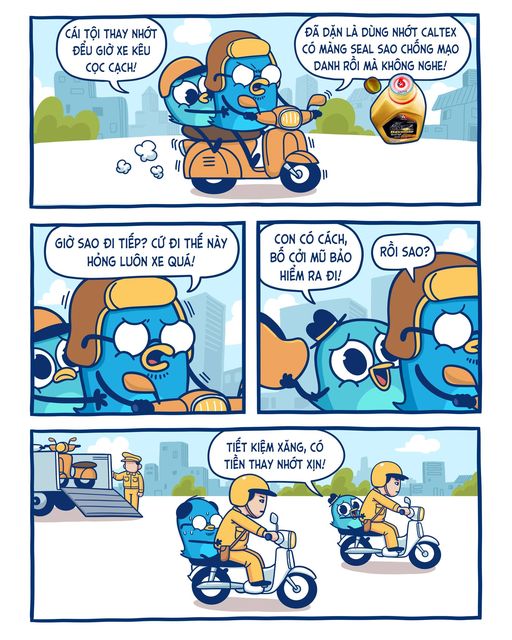 CÁI TỘI THAY NHỚT
ĐỂU GIỜ XE KÊU
CỌC CẠCH!
ĐÃ DẶN LÀ DÙNG NHỚT CALTEX
CÓ MÀNG SEAL SAO CHỐNG MẠO
DANH RỒI MÀ KHÔNG NGHE!
GIỜ SAO ĐI TIẾP? CỨ ĐI THẾ NÀY
HỎNG LUÔN XE QUÁ!
CON CÓ CÁCH,
BỐ CỞI MŨ BẢO
HIỂM RA ĐI!
RỒI SAO?
TIẾT KIỆM XĂNG, CÓ
TIỀN THAY NHỚT XỊN!